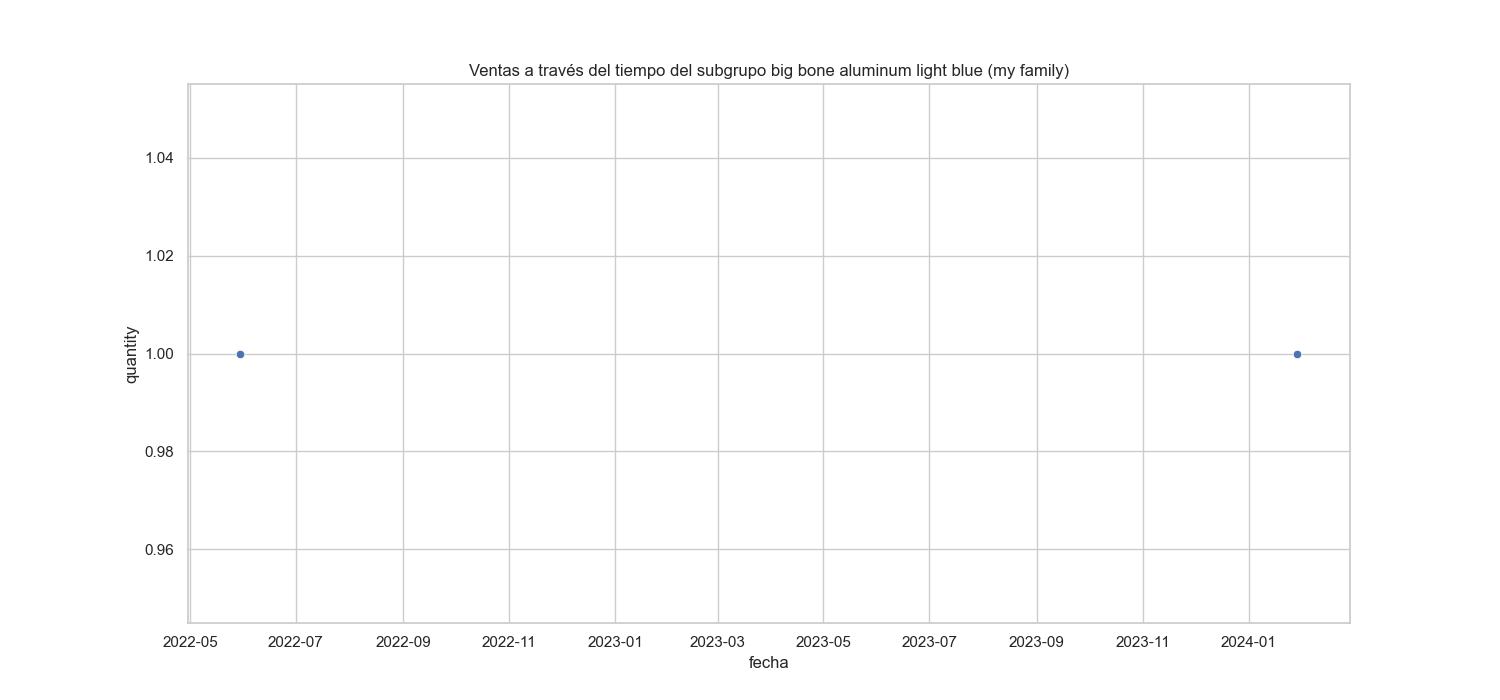 Ventas a través del tiempo del subgrupo big bone aluminum light blue (my family)
1.04
1.02
1.00
0.98
0.96
quantity
2022-05 2022-07 2022-09 2022-11 2023-01 2023-03 2023-05 2023-07 2023-09 2023-11 2024-01
fecha